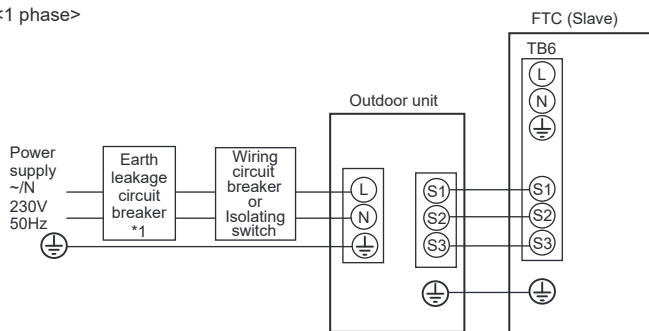 <1 phase>
FTC (Slave)
TB6
L
N
Outdoor unit
Power
supply
~/N
230V
50Hz
Earth
leakage
circuit
breaker
*1
Wiring
circuit
breaker
or
Isolating
switch
L
N
S1
S2
S3
S1
S2
S3